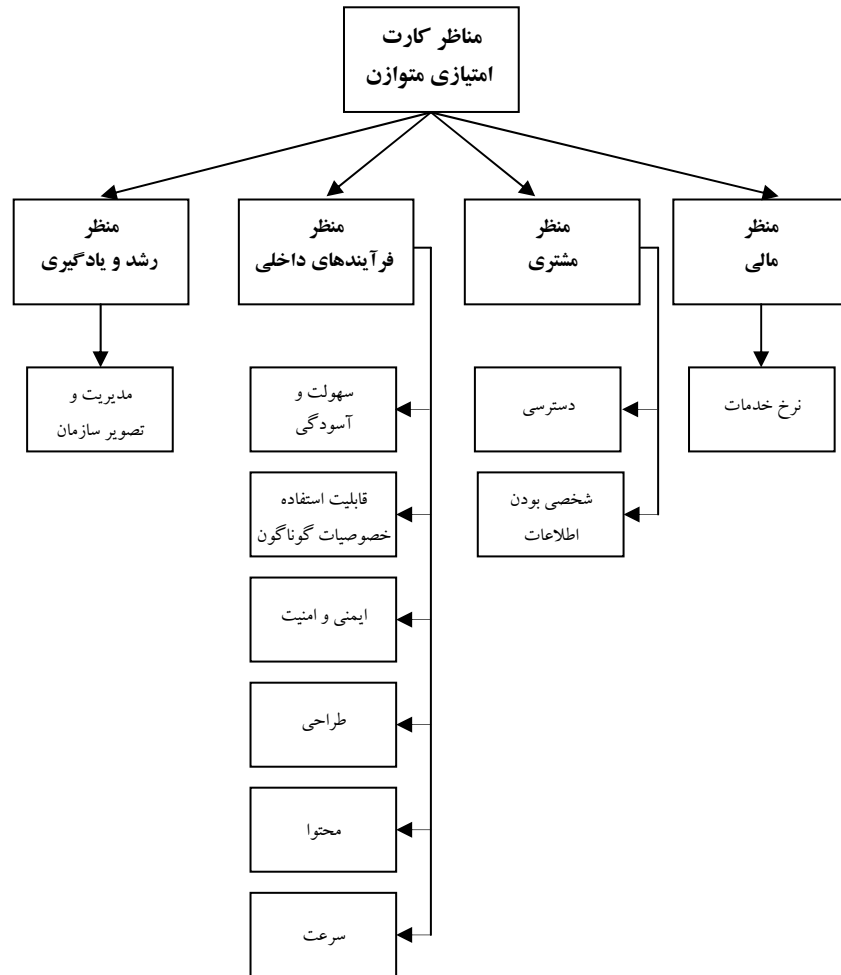 مناظر کارت
امتیازی متوازن
منظر
مالی
منظر
مشتری
منظر
فرآیندهای داخلی
منظر
رشد و یادگیری
نرخ خدمات
دسترسی
شخصی بودن
اطلاعات
سهولت و
آسودگی
قابلیت استفاده
خصوصیات گوناگون
ایمنی و امنیت
طراحی
محتوا
سرعت
مدیریت و
تصویر سازمان